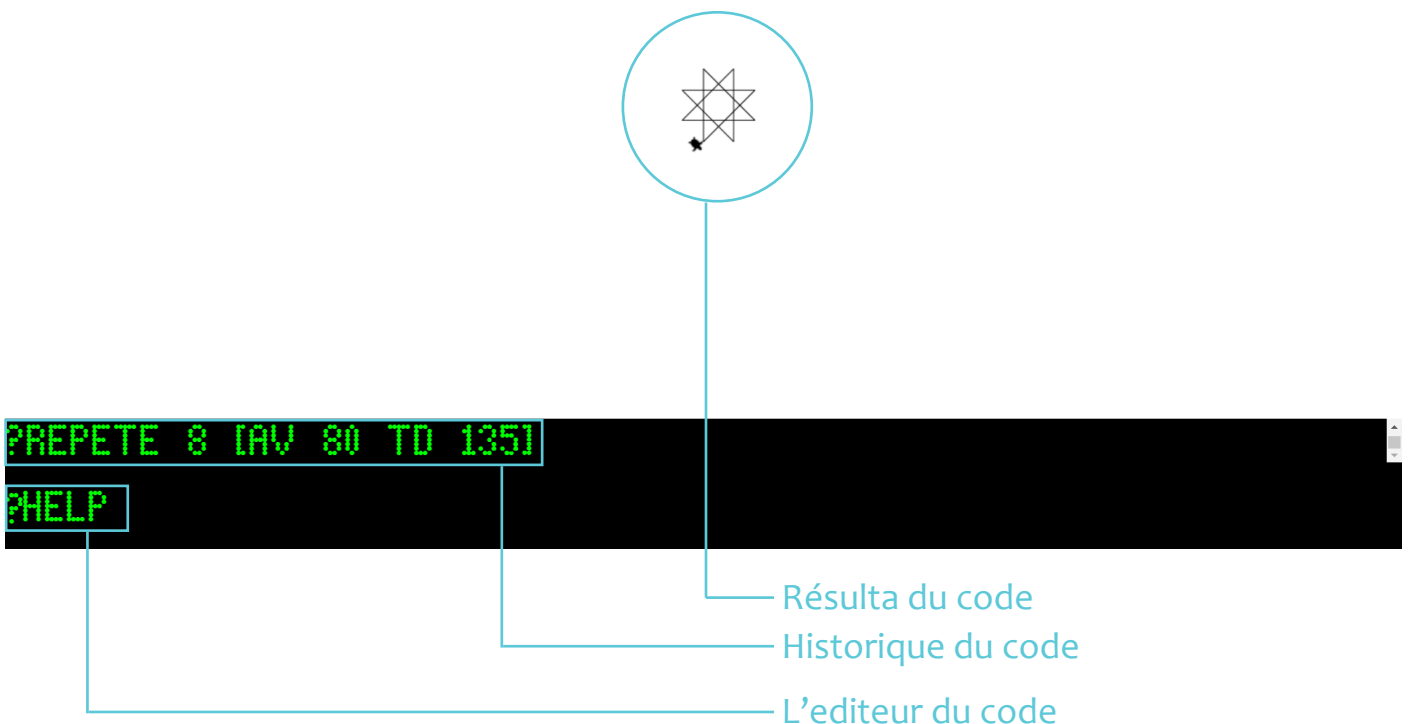 ?REPETE 8 [AV 80 TD 135]
?HELP
Résulta du code
Historique du code
L’editeur du code